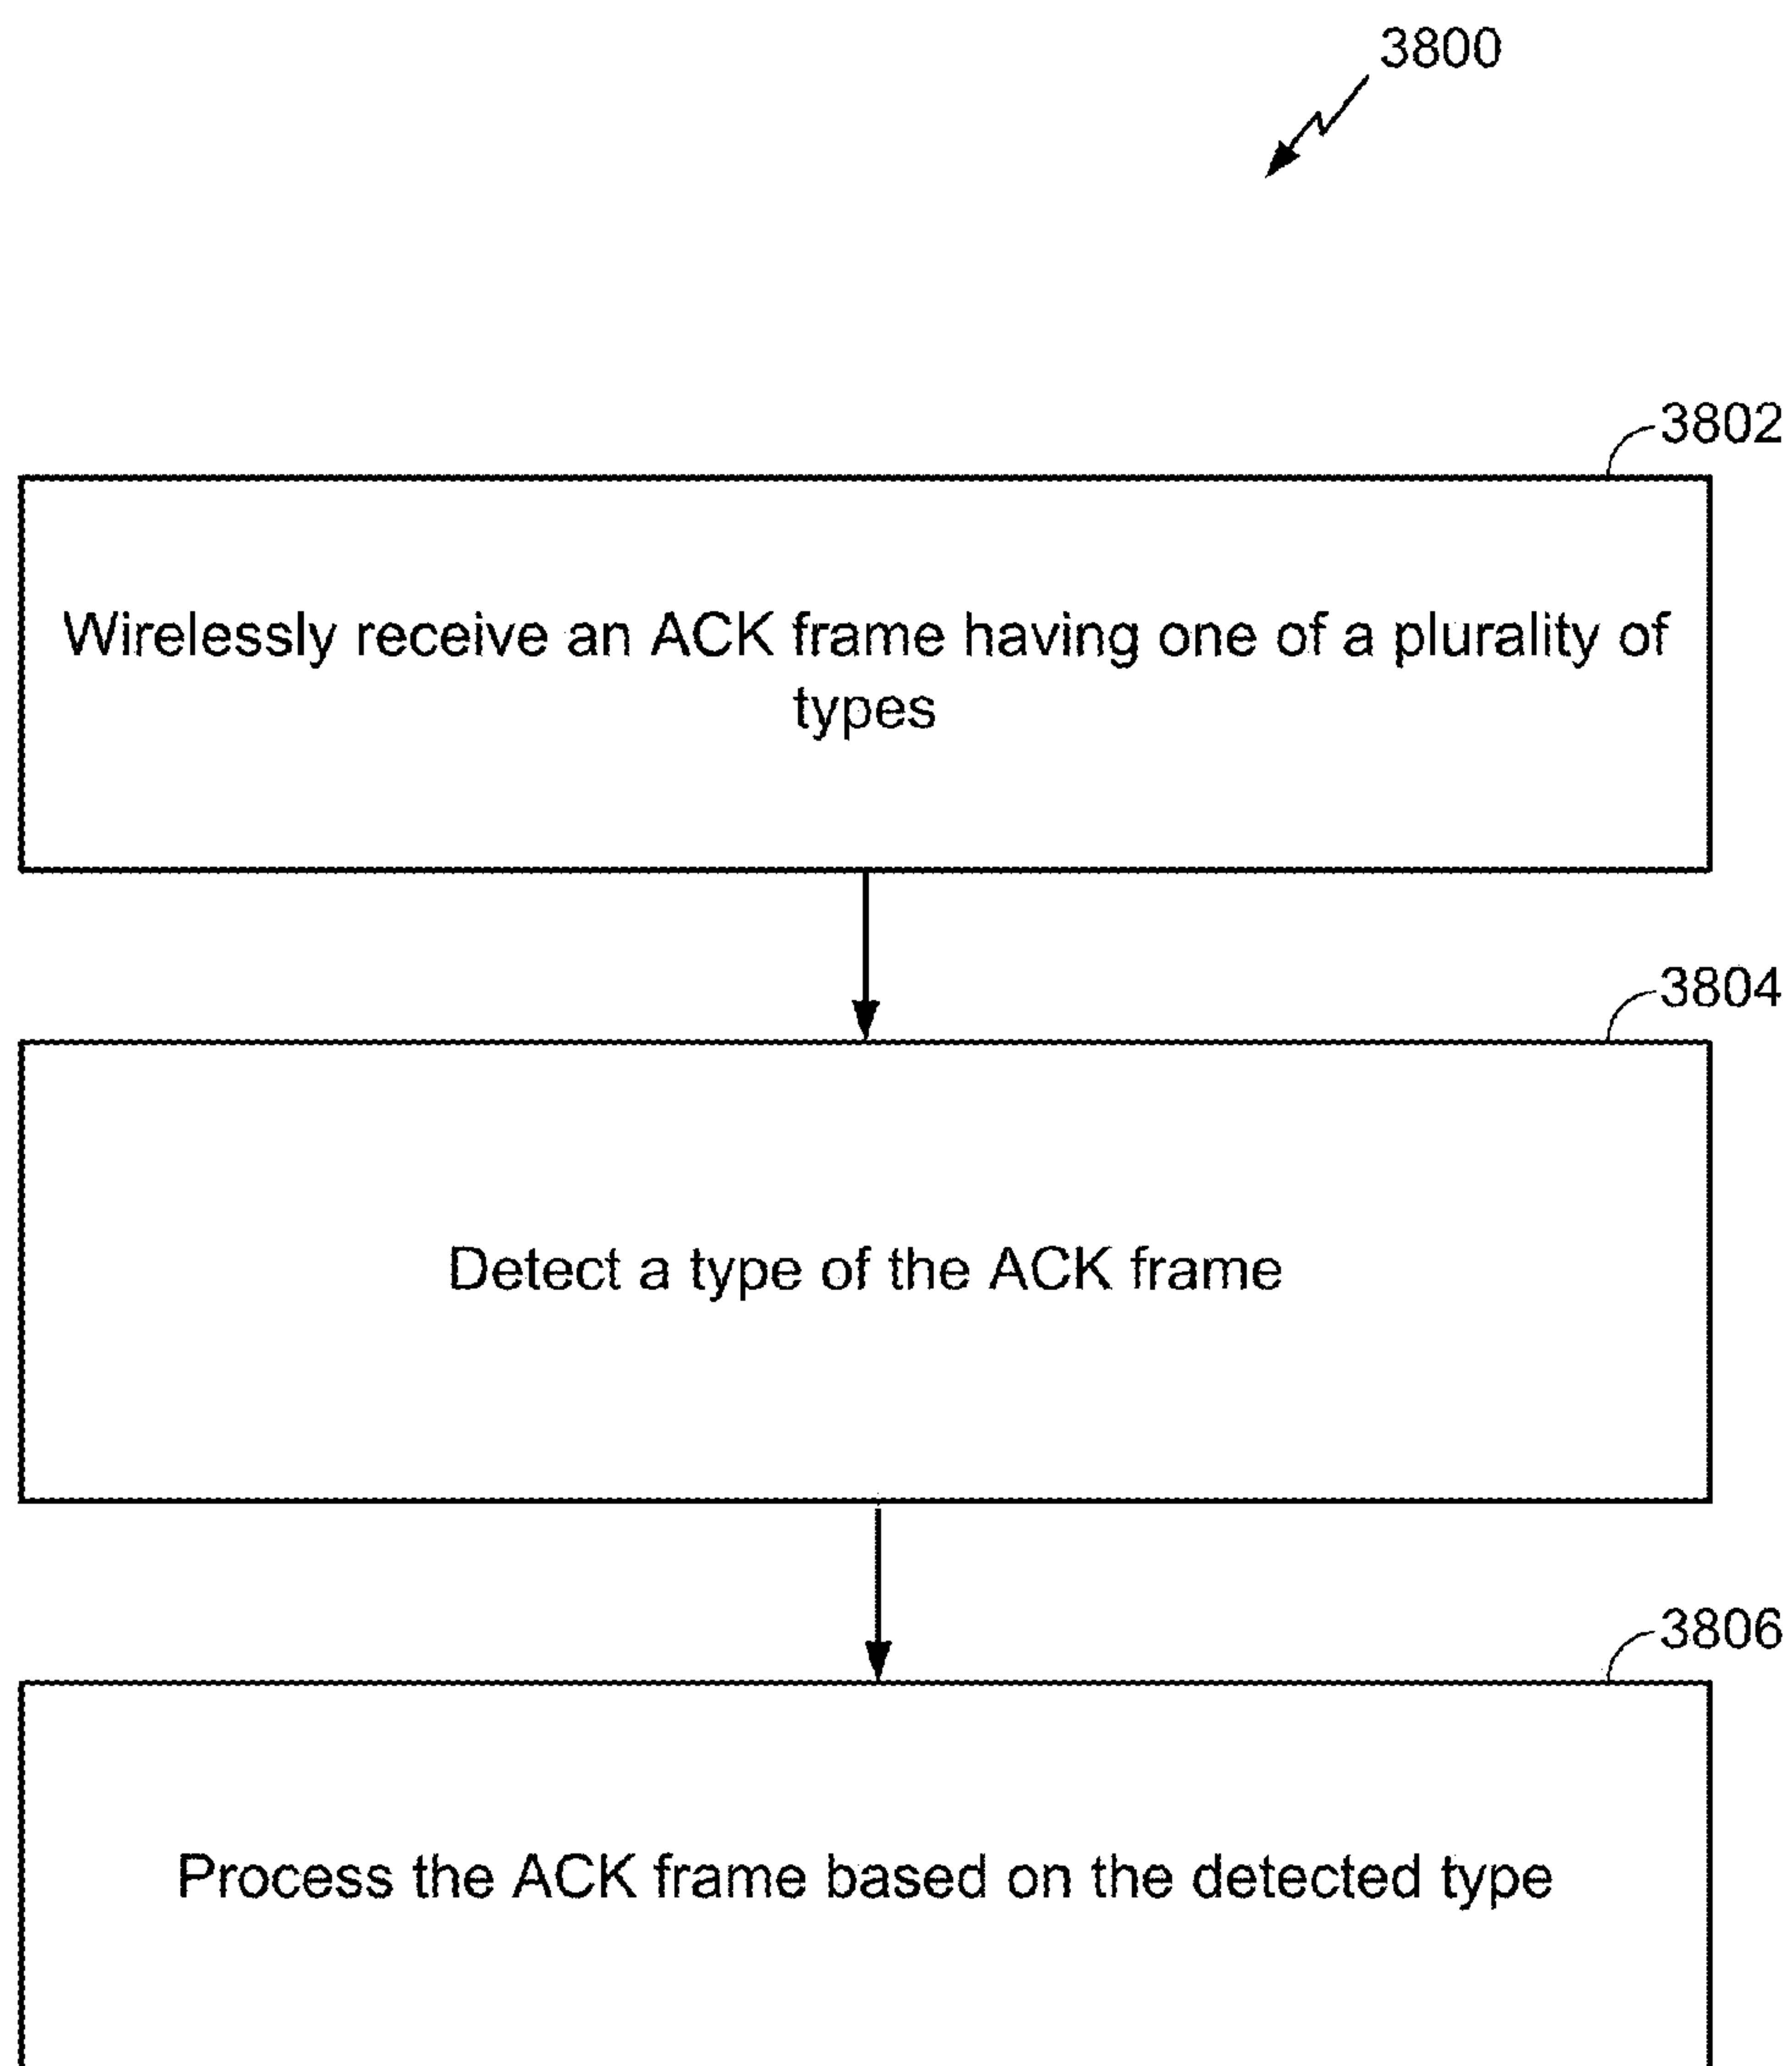 3800
3802
Wirelessly receive an ACK frame having one of a plurality of
types
3804
Detect a type of the ACK frame
3806
Process the ACK frame based on the detected type